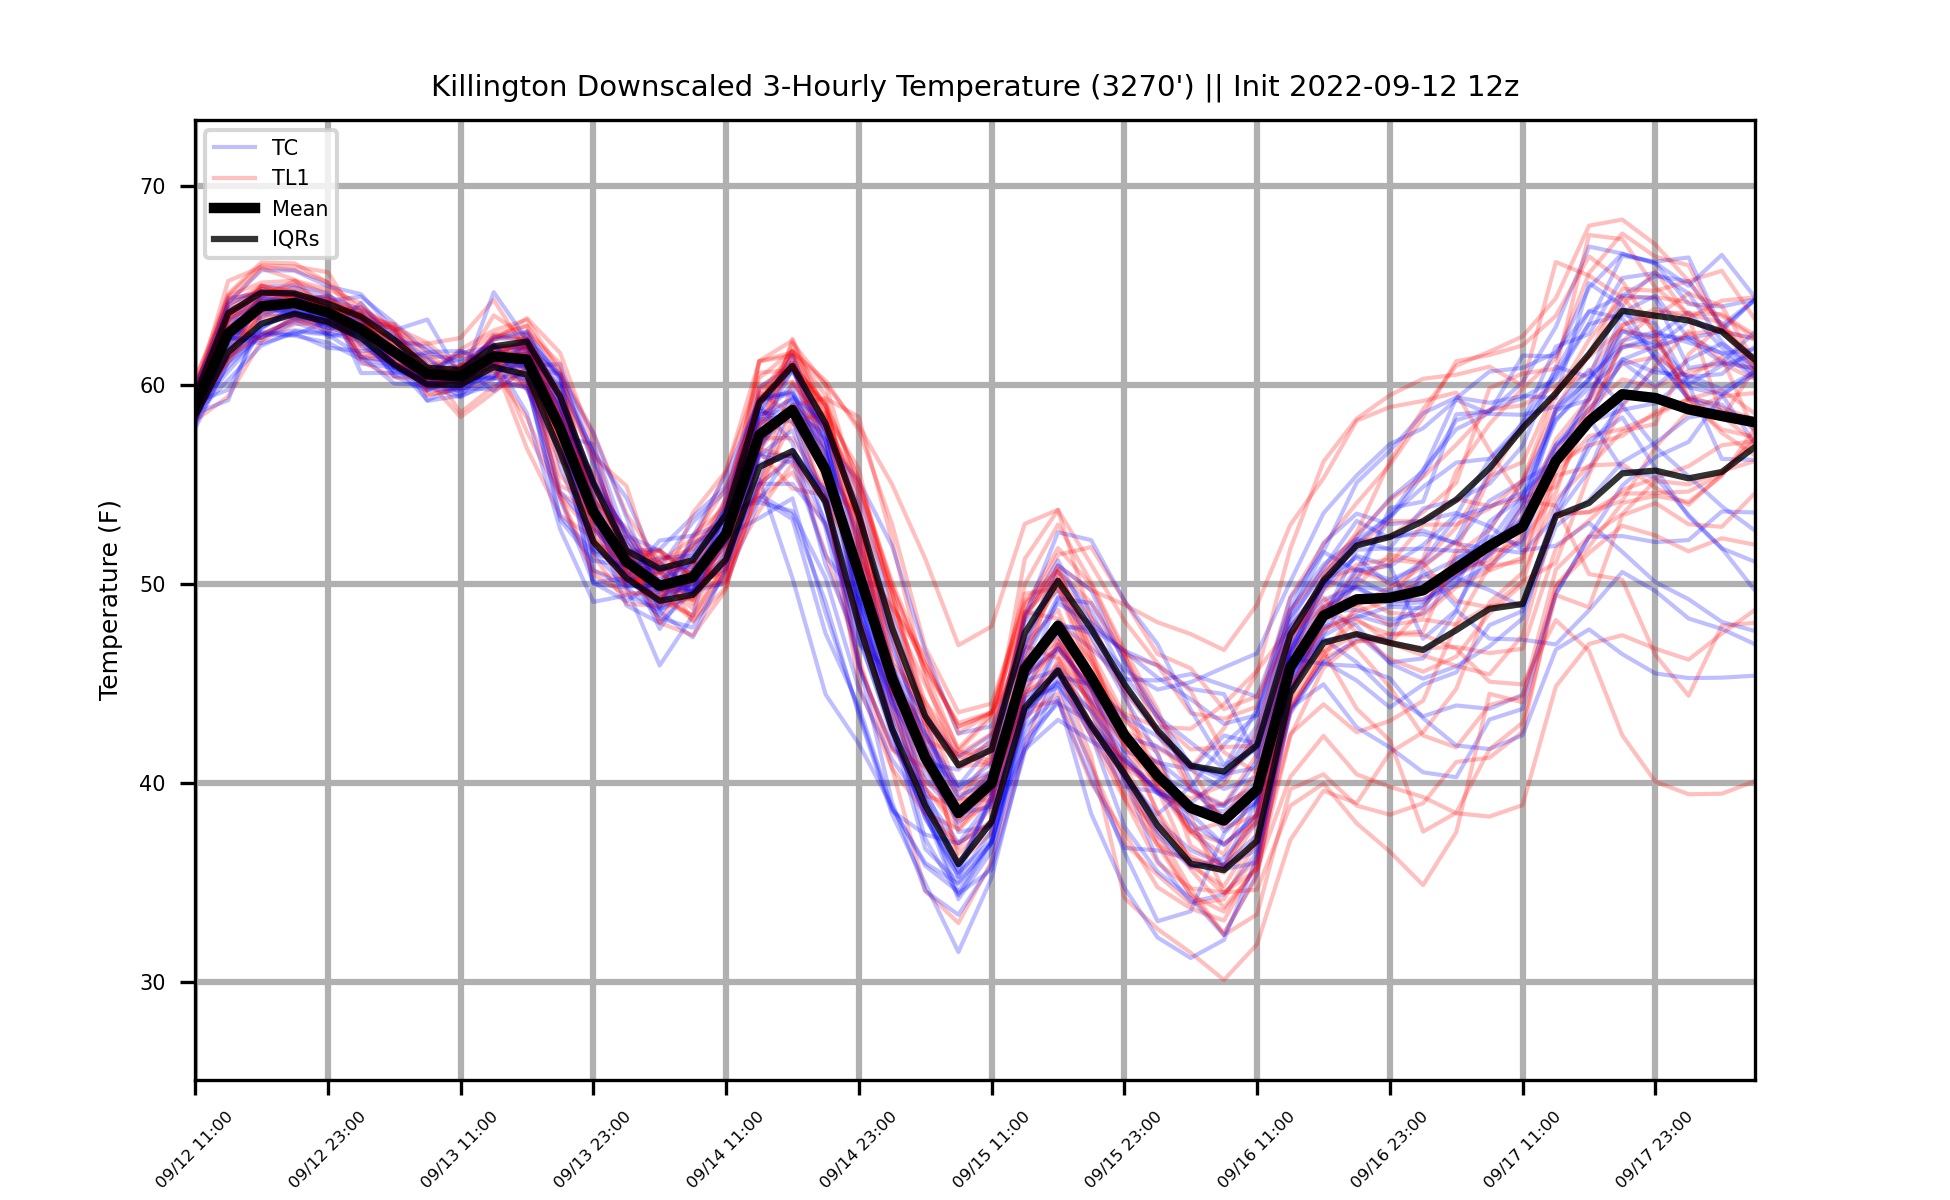 Killington Downscaled 3-Hourly Temperature (3270') || Init 2022-09-12 12z
TC
TL1
Mean
IQRs
Temperature (F)
70
60
50
40
30
09/12 11:00
09/12 23:00
09/13 11:00
09/13 23:00
09/14 11:00
09/14 23:00
09/15 11:00
09/15 23:00
09/16 11:00
09/16 23:00
09/17 11:00
09/17 23:00